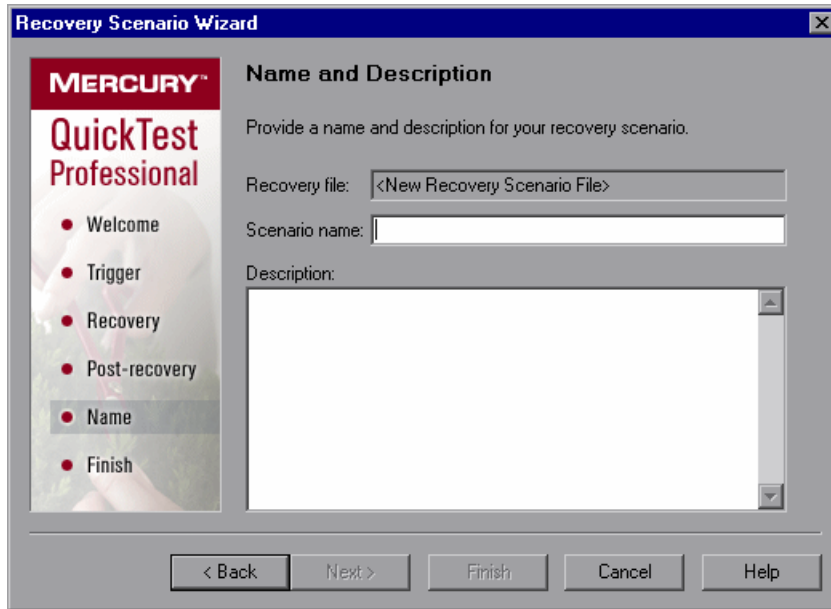 Recovery Scenario Wizard
MERCURY™
QuickTest
Professional
Welcome
Trigger
Recovery
Post-recovery
Name
Finish
Name and Description
Provide a name and description for your recovery scenario.
Recovery file: <New Recovery Scenario File>
Scenario name:
Description:
< Back Next > Finish Cancel Help